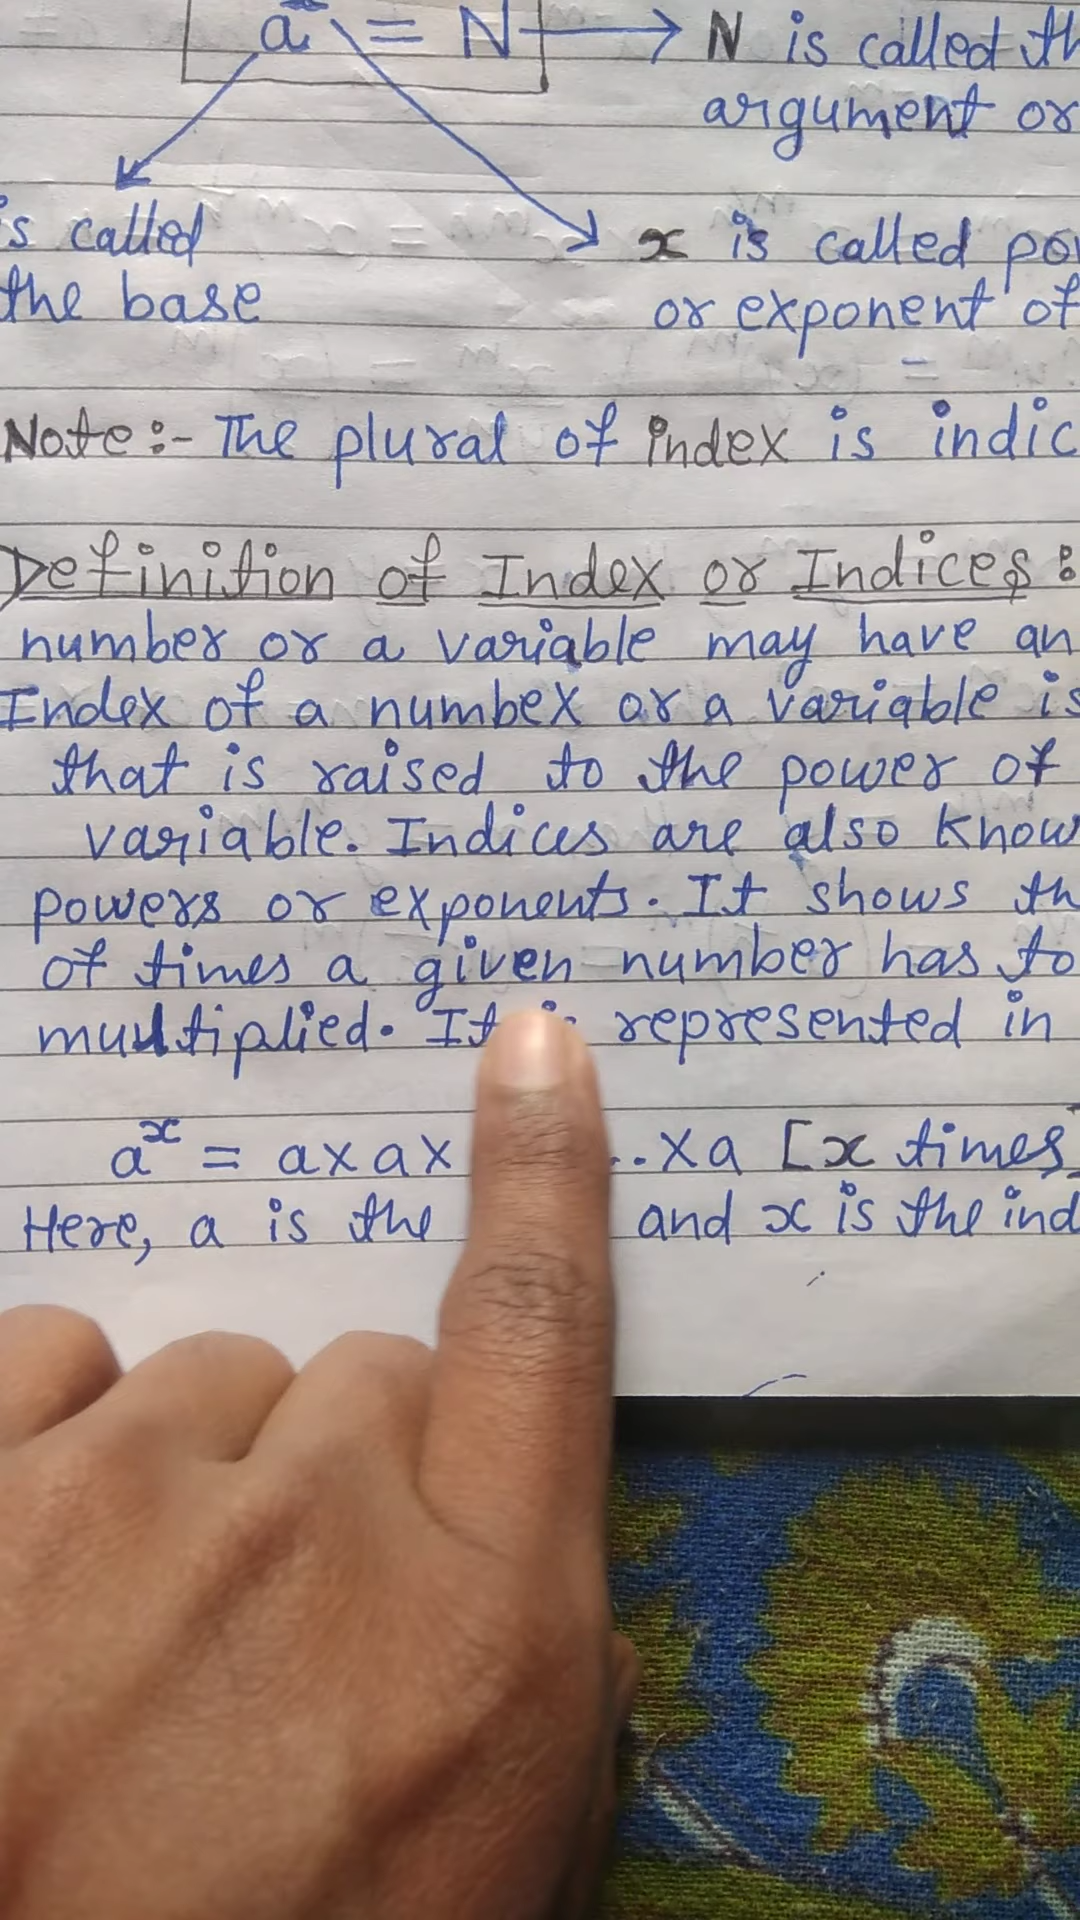 a = N → N is called th
argument or
is called
x is called po
the base
or exponent of
Note:- The plural of index is indic
Definition of Index or Indices:
number or a variable may have an
Index of a number or a variable is
that is raised to the power of
variable. Indices are also know
powers or exponents. It shows th
of times a given number has to
multiplied. It is represented in
a^x = a×a× ..×a [x times]
Here, a is the and x is the ind